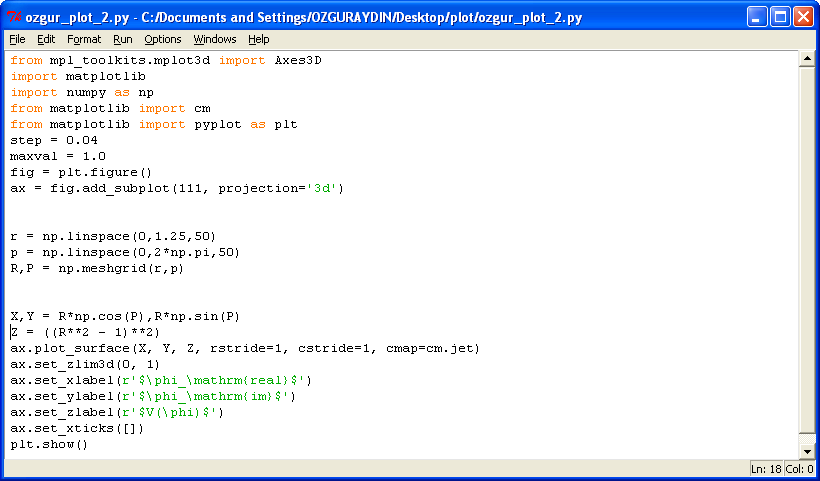 ozgur_plot_2.py - C:/Documents and Settings/OZGURAYDIN/Desktop/plot/ozgur_plot_2.py
File Edit Format Run Options Windows Help
from mpl_toolkits.mplot3d import Axes3D
import matplotlib
import numpy as np
from matplotlib import cm
from matplotlib import pyplot as plt
step = 0.04
maxval = 1.0
fig = plt.figure()
ax = fig.add_subplot(111, projection='3d')
r = np.linspace(0,1.25,50)
p = np.linspace(0,2*np.pi,50)
R,P = np.meshgrid(r,p)
X,Y = R*np.cos(P),R*np.sin(P)
Z = ((R**2 - 1)**2)
ax.plot_surface(X, Y, Z, rstride=1, cstride=1, cmap=cm.jet)
ax.set_zlim3d(0, 1)
ax.set_xlabel(r'$\phi_\mathrm{real}$')
ax.set_ylabel(r'$\phi_\mathrm{im}$')
ax.set_zlabel(r'$V(\phi)$')
ax.set_xticks([])
plt.show()
Ln: 18 Col: 0